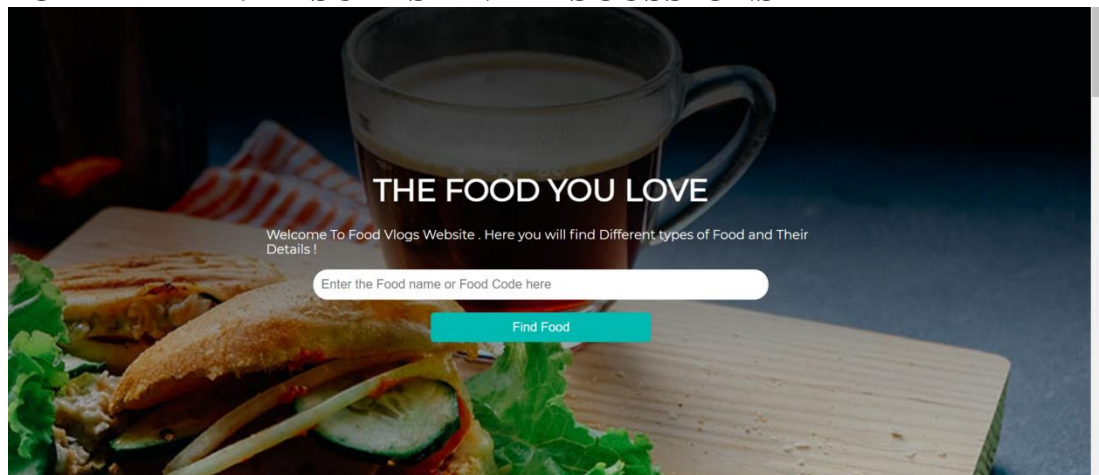 THE FOOD YOU LOVE
Welcome To Food Vlogs Website . Here you will find Different types of Food and Their
Details !
Enter the Food name or Food Code here
Find Food